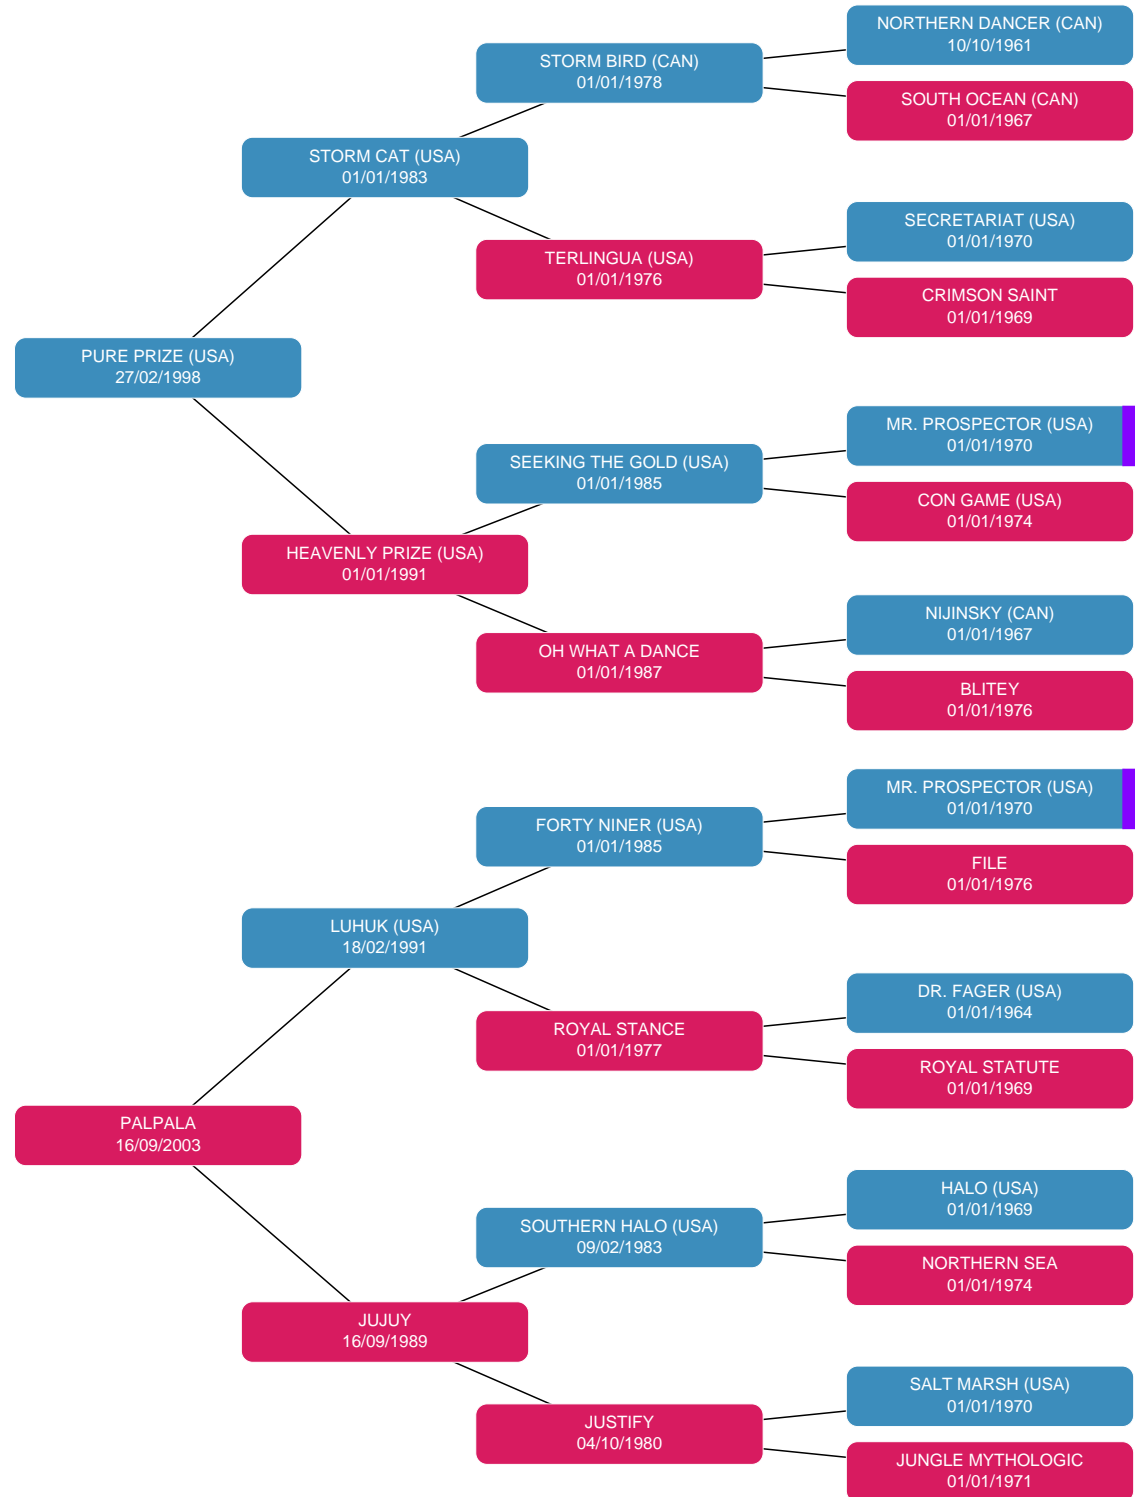 NORTHERN DANCER (CAN)
10/10/1961
STORM BIRD (CAN)
01/01/1978
SOUTH OCEAN (CAN)
01/01/1967
STORM CAT (USA)
01/01/1983
SECRETARIAT (USA)
01/01/1970
TERLINGUA (USA)
01/01/1976
CRIMSON SAINT
01/01/1969
PURE PRIZE (USA)
27/02/1998
MR. PROSPECTOR (USA)
01/01/1970
SEEKING THE GOLD (USA)
01/01/1985
CON GAME (USA)
01/01/1974
HEAVENLY PRIZE (USA)
01/01/1991
NIJINSKY (CAN)
01/01/1967
OH WHAT A DANCE
01/01/1987
BLITEY
01/01/1976
MR. PROSPECTOR (USA)
01/01/1970
FORTY NINER (USA)
01/01/1985
FILE
01/01/1976
LUHUK (USA)
18/02/1991
DR. FAGER (USA)
01/01/1964
ROYAL STANCE
01/01/1977
ROYAL STATUTE
01/01/1969
PALPALA
16/09/2003
HALO (USA)
01/01/1969
SOUTHERN HALO (USA)
09/02/1983
NORTHERN SEA
01/01/1974
JUJUY
16/09/1989
SALT MARSH (USA)
01/01/1970
JUSTIFY
04/10/1980
JUNGLE MYTHOLOGIC
01/01/1971